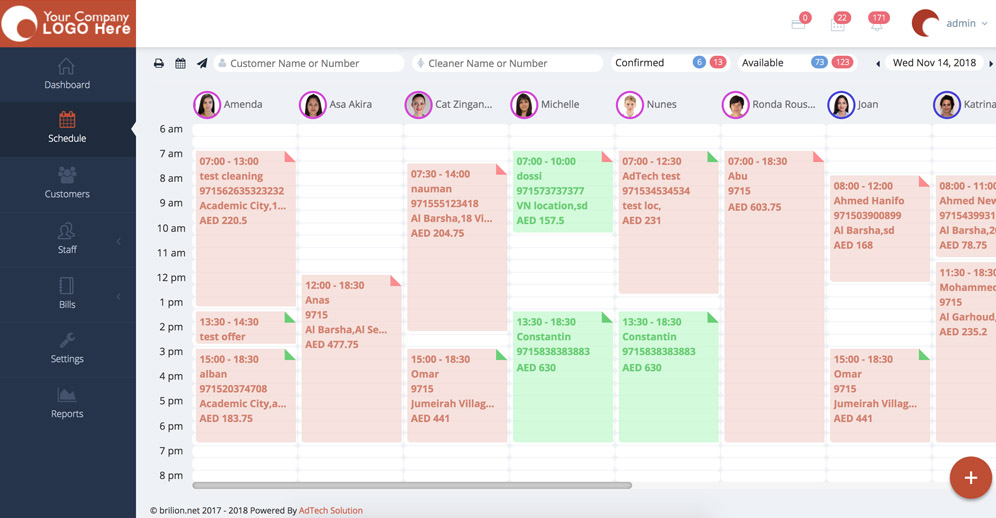 Your Company
LOGO Here
0
22
171
admin
Customer Name or Number
Cleaner Name or Number
Confirmed 6 13
Available 73 123
Wed Nov 14, 2018
Dashboard
Schedule
Customers
Staff
Bills
Settings
Reports
Amenda
Asa Akira
Cat Zingan...
Michelle
Nunes
Ronda Rous...
Joan
Katrina
6 am
7 am
8 am
9 am
10 am
11 am
12 pm
1 pm
2 pm
3 pm
4 pm
5 pm
6 pm
7 pm
8 pm
07:00 - 13:00
test cleaning
971562635323232
Academic City,1...
AED 220.5
13:30 - 14:30
test offer
15:00 - 18:30
alban
971520374708
Academic City,a...
AED 183.75
12:00 - 18:30
Anas
9715
Al Barsha,Al Se...
AED 477.75
07:30 - 14:00
nauman
971555123418
Al Barsha,18 Vi...
AED 204.75
15:00 - 18:30
Omar
9715
Jumeirah Villag...
AED 441
07:00 - 10:00
dossi
971573737377
VN location,sd
AED 157.5
13:30 - 18:30
Constantin
9715838383883
AED 630
07:00 - 12:30
AdTech test
971534534534
test loc,
AED 231
13:30 - 18:30
Constantin
9715838383883
AED 630
07:00 - 18:30
Abu
9715
AED 603.75
08:00 - 12:00
Ahmed Hanifo
971503900899
Al Barsha,sd
AED 168
15:00 - 18:30
Omar
9715
Jumeirah Villag...
AED 441
08:00 - 11:00
Ahmed New
9715439931
Al Barsha,20
AED 78.75
11:30 - 18:30
Mohammed
9715
Al Garhoud,
AED 235.2
+
© brilion.net 2017 - 2018 Powered By AdTech Solution